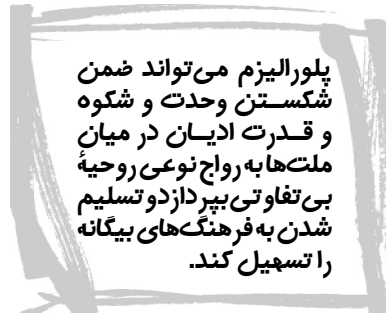 پلورالیزم می‌تواند ضمن
شکستن وحدت و شکوه
و قدرت ادیان در میان
ملت‌ها به رواج نوعی روحیهٔ
بی‌تفاوتی بپردازد و تسلیم
شدن به فرهنگ‌های بیگانه
را تسهیل کند.